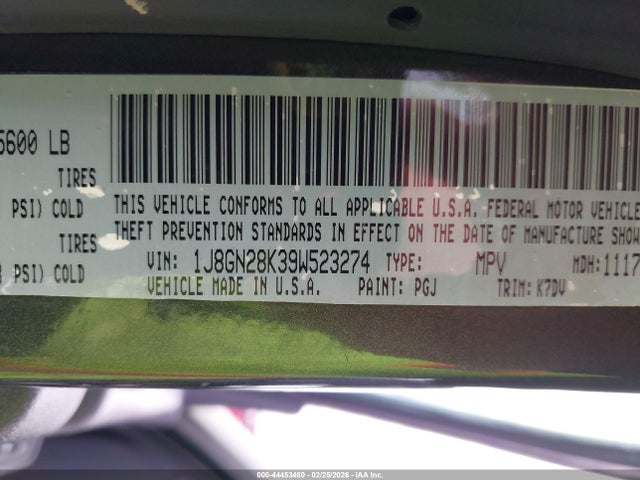 5600 LB
TIRES
PSI) COLD
TIRES
PSI) COLD
THIS VEHICLE CONFORMS TO ALL APPLICABLE U.S.A. FEDERAL MOTOR VEHICLE
THEFT PREVENTION STANDARDS IN EFFECT ON THE DATE OF MANUFACTURE SHOW
VIN: 1J8GN28K39W523274 TYPE: MPV MDH:1117
VEHICLE MADE IN U.S.A. PAINT: PGJ TRIM: K7DV
000-44453460 - 02/25/2026 - IAA Inc.